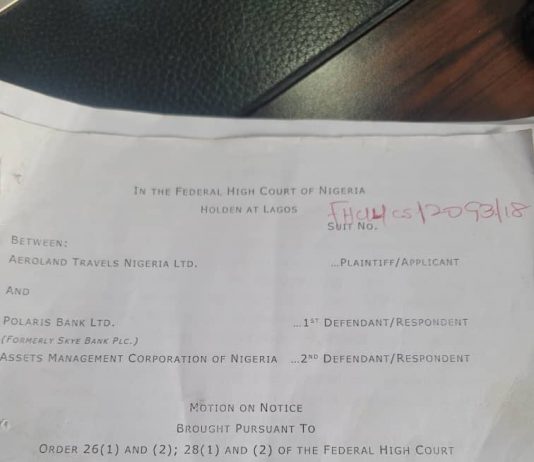 IN THE FEDERAL HIGH COURT OF NIGERIA
HOLDEN AT LAGOS
SUIT NO. FHC/L/CS/2093/18
BETWEEN:
AEROLAND TRAVELS NIGERIA LTD. ...PLAINTIFF/APPLICANT
AND
POLARIS BANK LTD. ...1ST DEFENDANT/RESPONDENT
(FORMERLY SKYE BANK PLC.)
ASSETS MANAGEMENT CORPORATION OF NIGERIA ...2ND DEFENDANT/RESPONDENT
MOTION ON NOTICE
BROUGHT PURSUANT TO
ORDER 26(1) AND (2); 28(1) AND (2) OF THE FEDERAL HIGH COURT